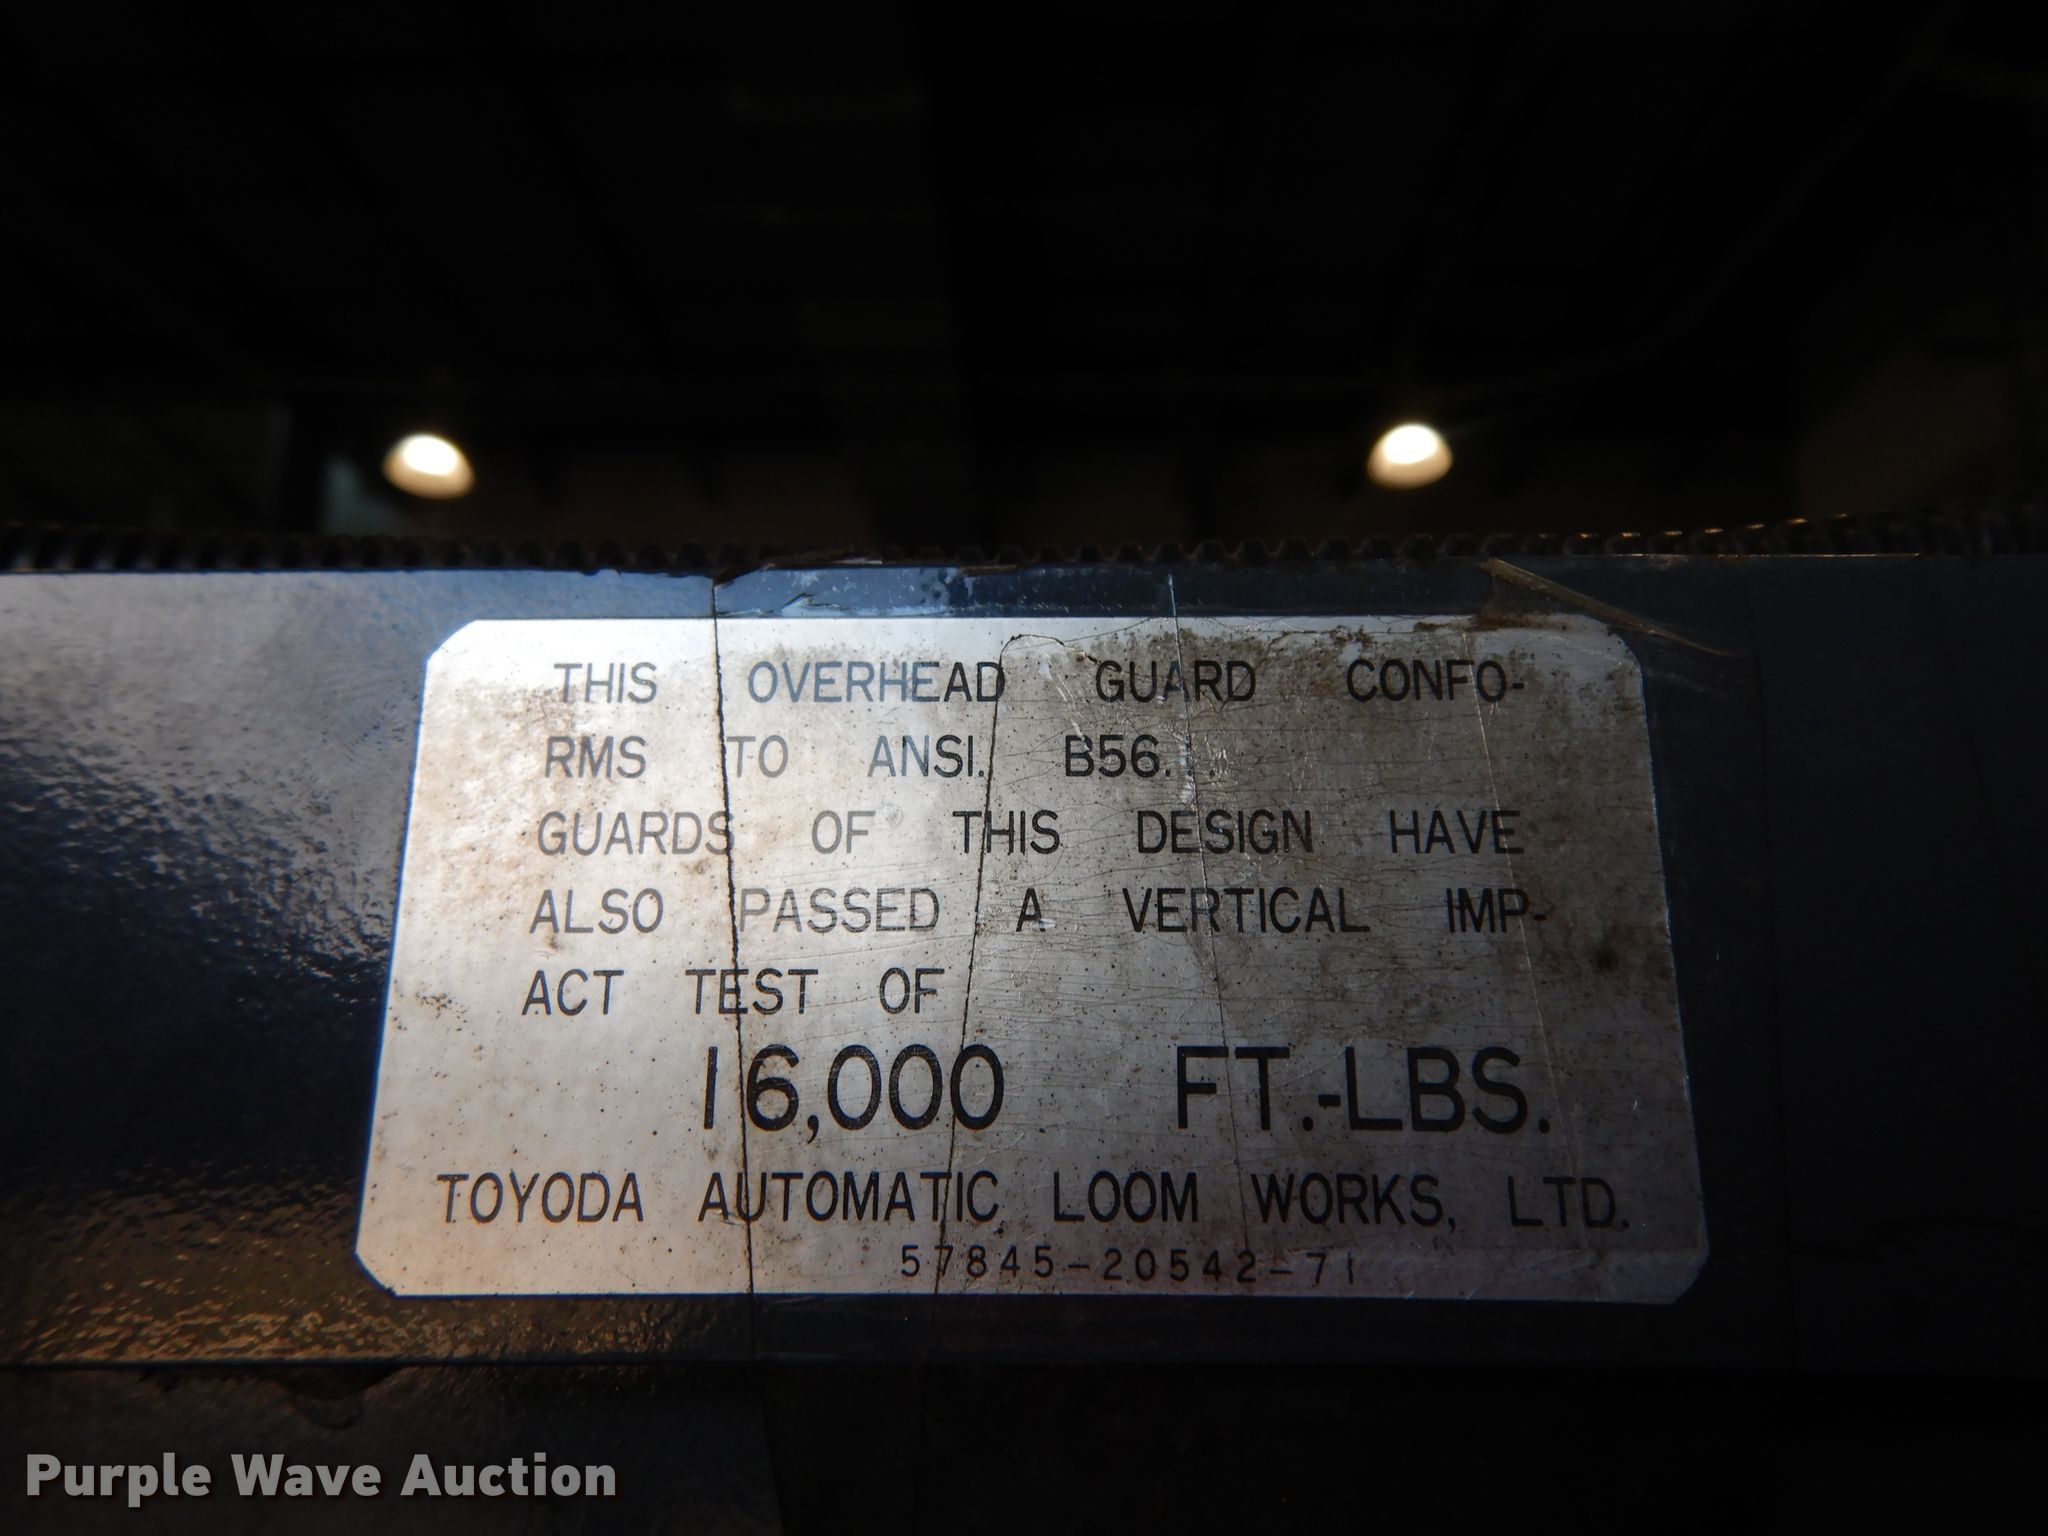 THIS OVERHEAD GUARD CONFO-
RMS TO ANSI. B56.1.
GUARDS OF THIS DESIGN HAVE
ALSO PASSED A VERTICAL IMP-
ACT TEST OF
16,000 FT.-LBS.
TOYODA AUTOMATIC LOOM WORKS, LTD.
57845-20542-71
Purple Wave Auction